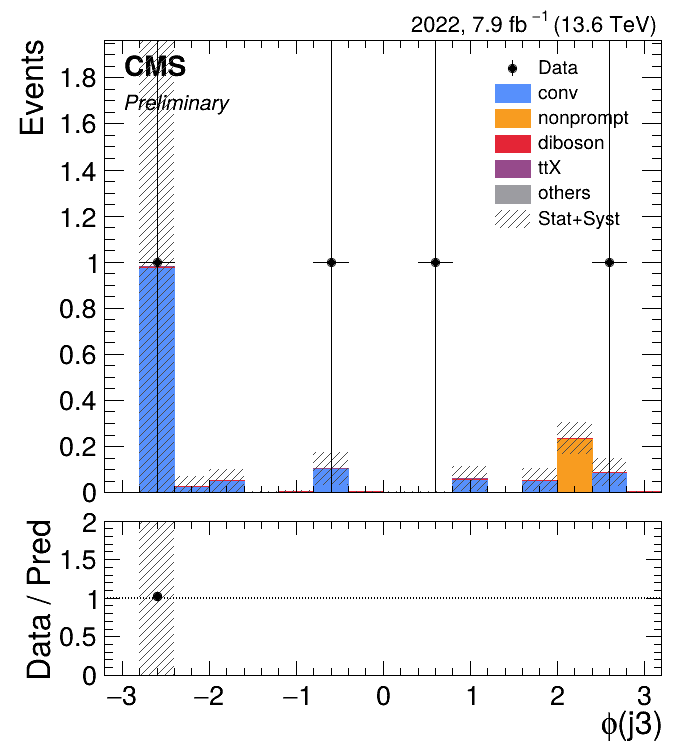 2022, 7.9 fb⁻¹ (13.6 TeV)
CMS
Preliminary
Events
1.8
1.6
1.4
1.2
1
0.8
0.6
0.4
0.2
0
Data
conv
nonprompt
diboson
ttX
others
Stat+Syst
Data / Pred
2
1.5
1
0.5
0
−3 −2 −1 0 1 2 3
ϕ(j3)